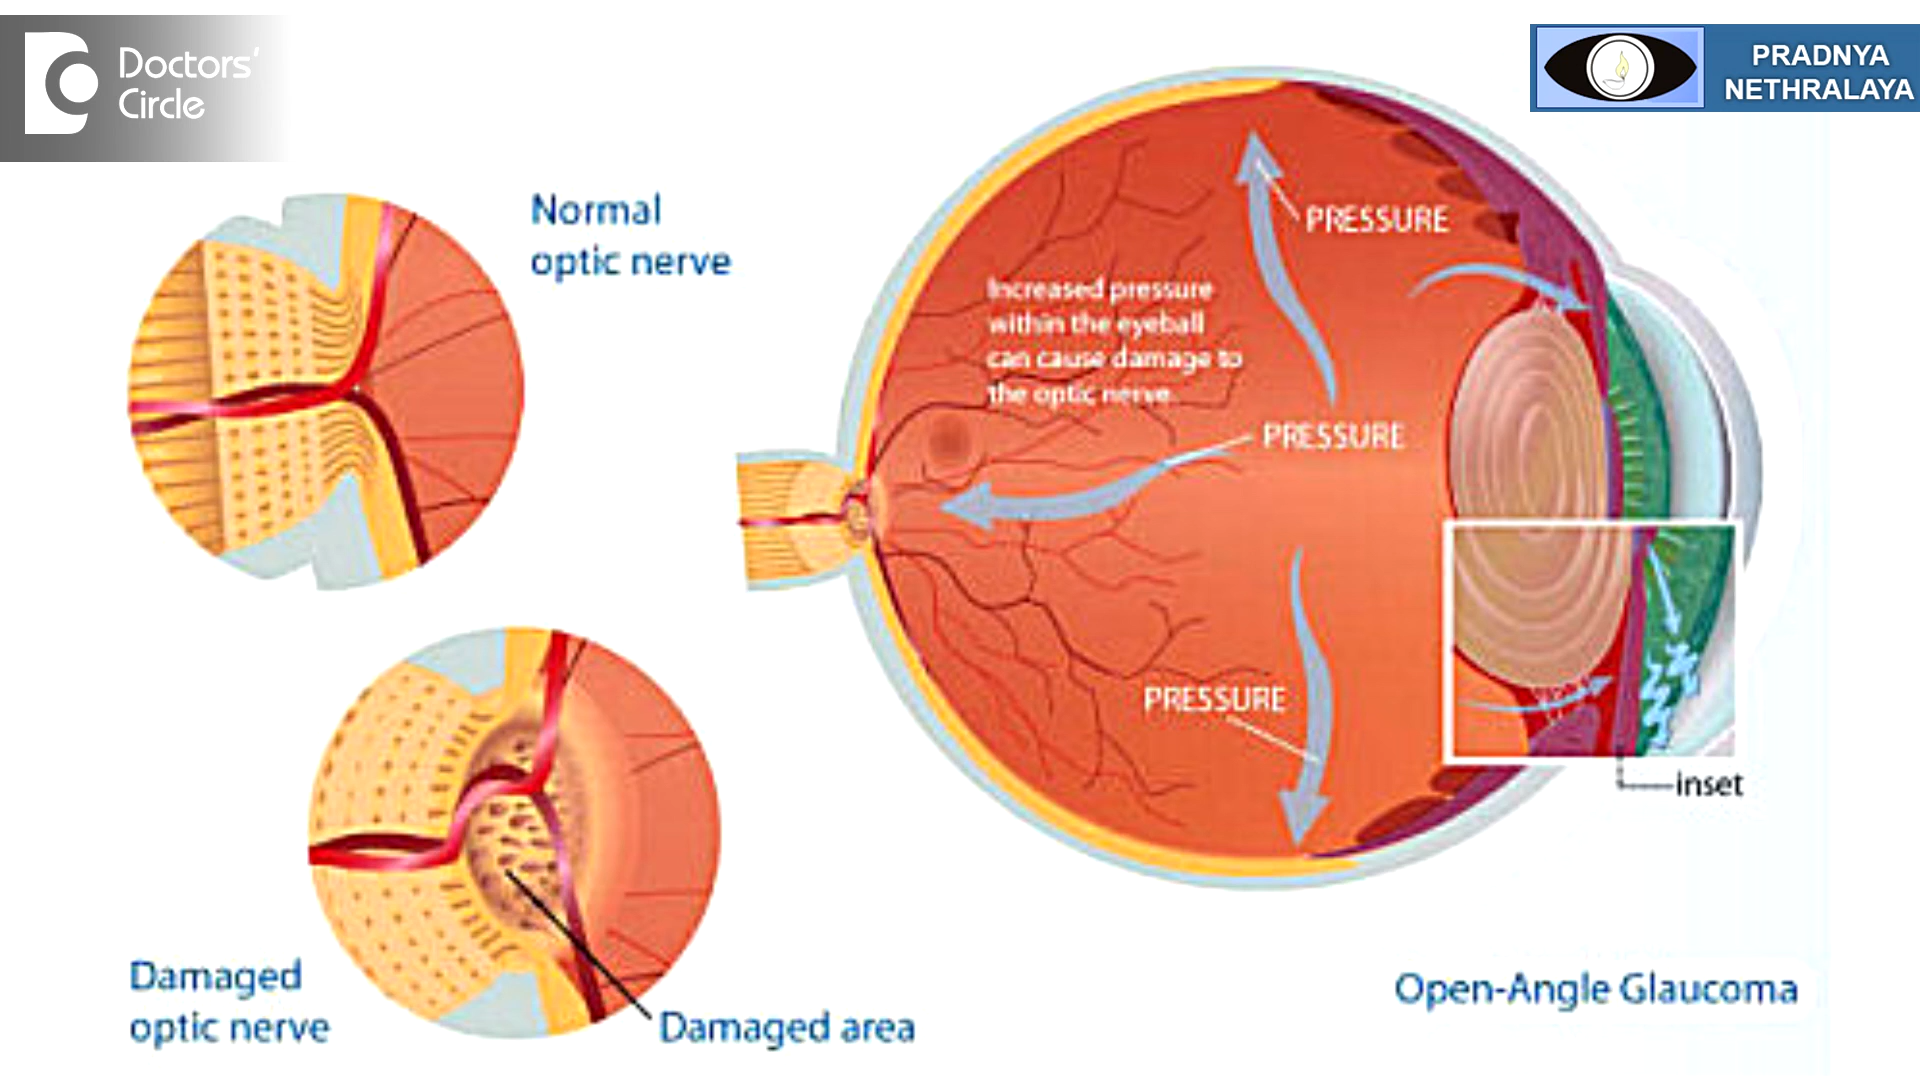 Doctors'
Circle
PRADNYA
NETHRALAYA
Normal
optic nerve
PRESSURE
Increased pressure
within the eyeball
can cause damage to
the optic nerve.
PRESSURE
PRESSURE
inset
Damaged
optic nerve
Damaged area
Open-Angle Glaucoma